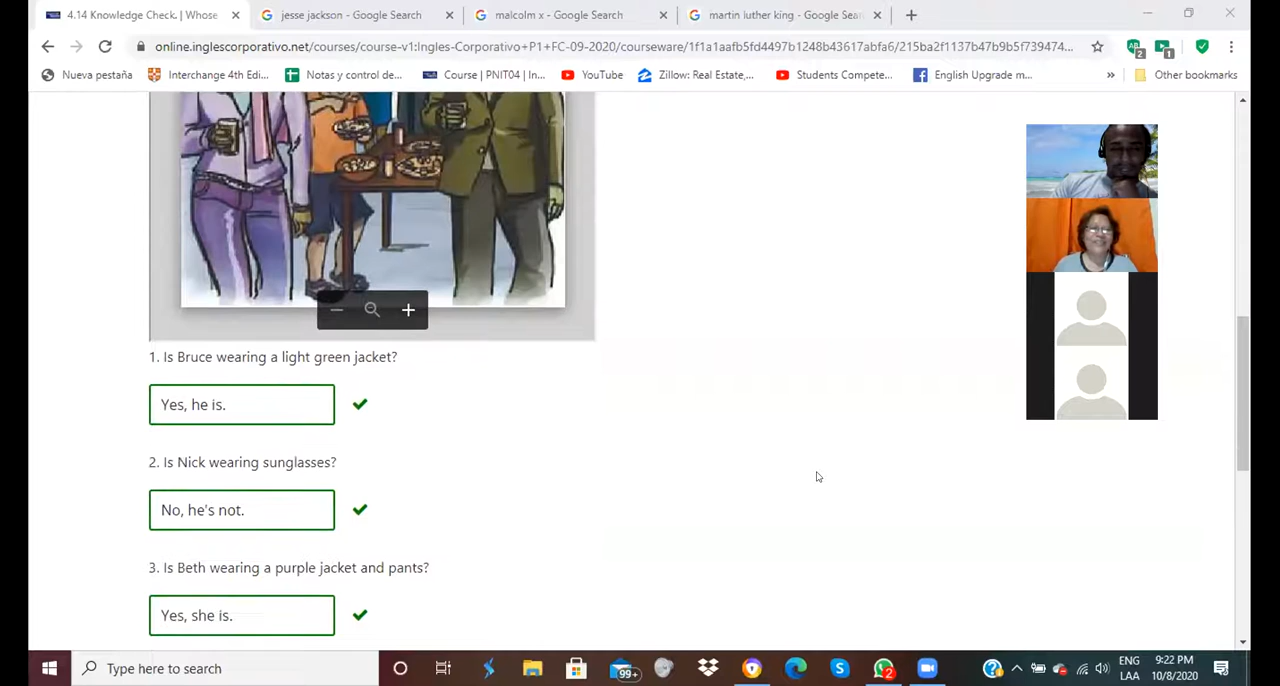 4.14 Knowledge Check. | Whose
jesse jackson - Google Search
malcolm x - Google Search
martin luther king - Google Sea
online.inglescorporativo.net/courses/course-v1:Ingles-Corporativo+P1+FC-09-2020/courseware/1f1a1aafb5fd4497b1248b43617abfa6/215ba2f1137b47b9b5f739474...
2
1
Nueva pestaña
Interchange 4th Edi...
Notas y control de...
Course | PNIT04 | In...
YouTube
Zillow: Real Estate,...
Students Compete...
English Upgrade m...
»
Other bookmarks
1. Is Bruce wearing a light green jacket?
Yes, he is.
2. Is Nick wearing sunglasses?
No, he's not.
3. Is Beth wearing a purple jacket and pants?
Yes, she is.
Type here to search
99+
2
ENG
LAA
9:22 PM
10/8/2020